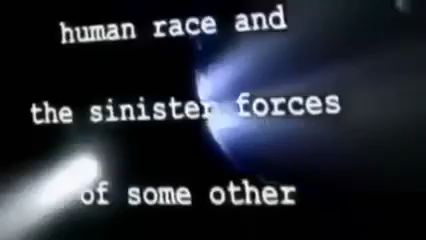 human race and
the sinister forces
of some other